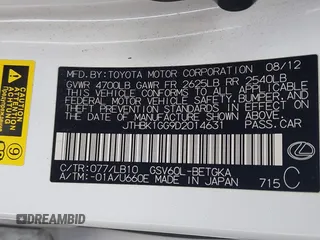 MFD. BY: TOYOTA MOTOR CORPORATION 08/12
GVWR 4700LB GAWR FR 2625LB RR 2540LB
THIS VEHICLE CONFORMS TO ALL APPLICABLE
FEDERAL MOTOR VEHICLE SAFETY, BUMPER, AND
THEFT PREVENTION STANDARDS IN EFFECT ON THE
DATE OF MANUFACTURE SHOWN ABOVE.
JTHBK1GG9D2014631 PASS. CAR
C/TR: 077/LB10 GSV60L-BETGKA
A/TM: -01A/U660E MADE IN JAPAN 715 C
DREAMBID